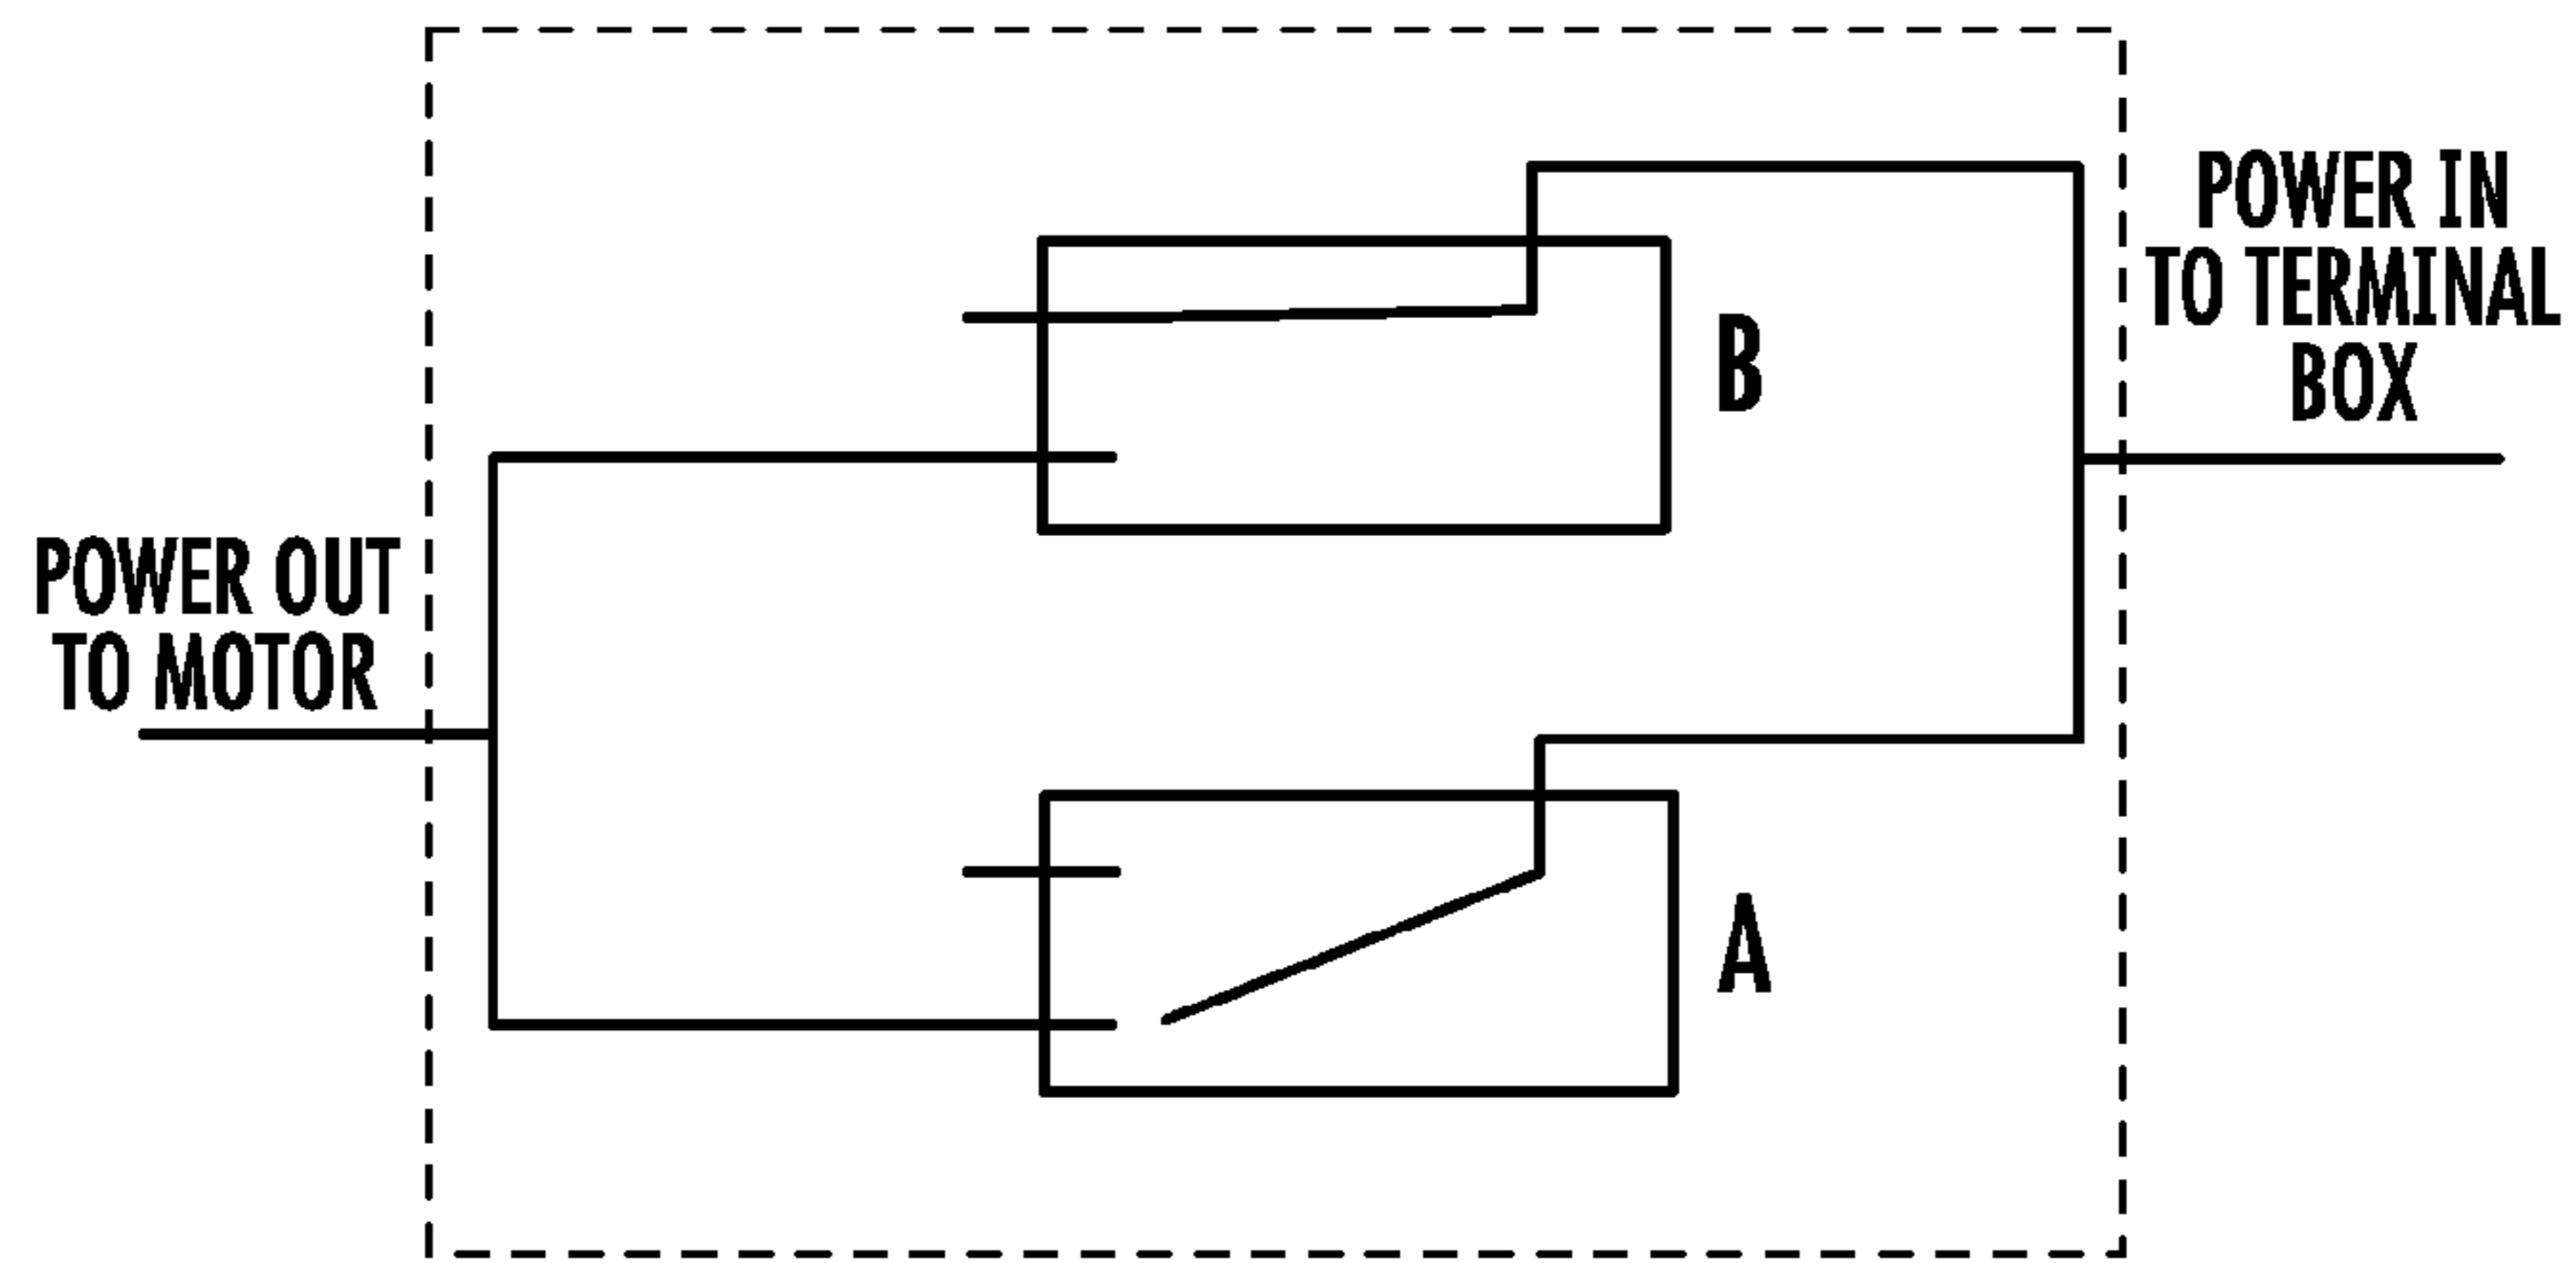 POWER IN
TO TERMINAL
BOX
B
POWER OUT
TO MOTOR
A